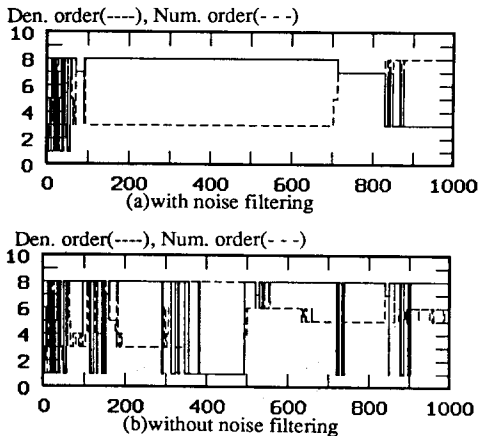 Den. order(----), Num. order(- - -)
10
8
6
4
2
0
0 200 400 600 800 1000
(a)with noise filtering
Den. order(----), Num. order(- - -)
10
8
6
4
2
0
0 200 400 600 800 1000
(b)without noise filtering